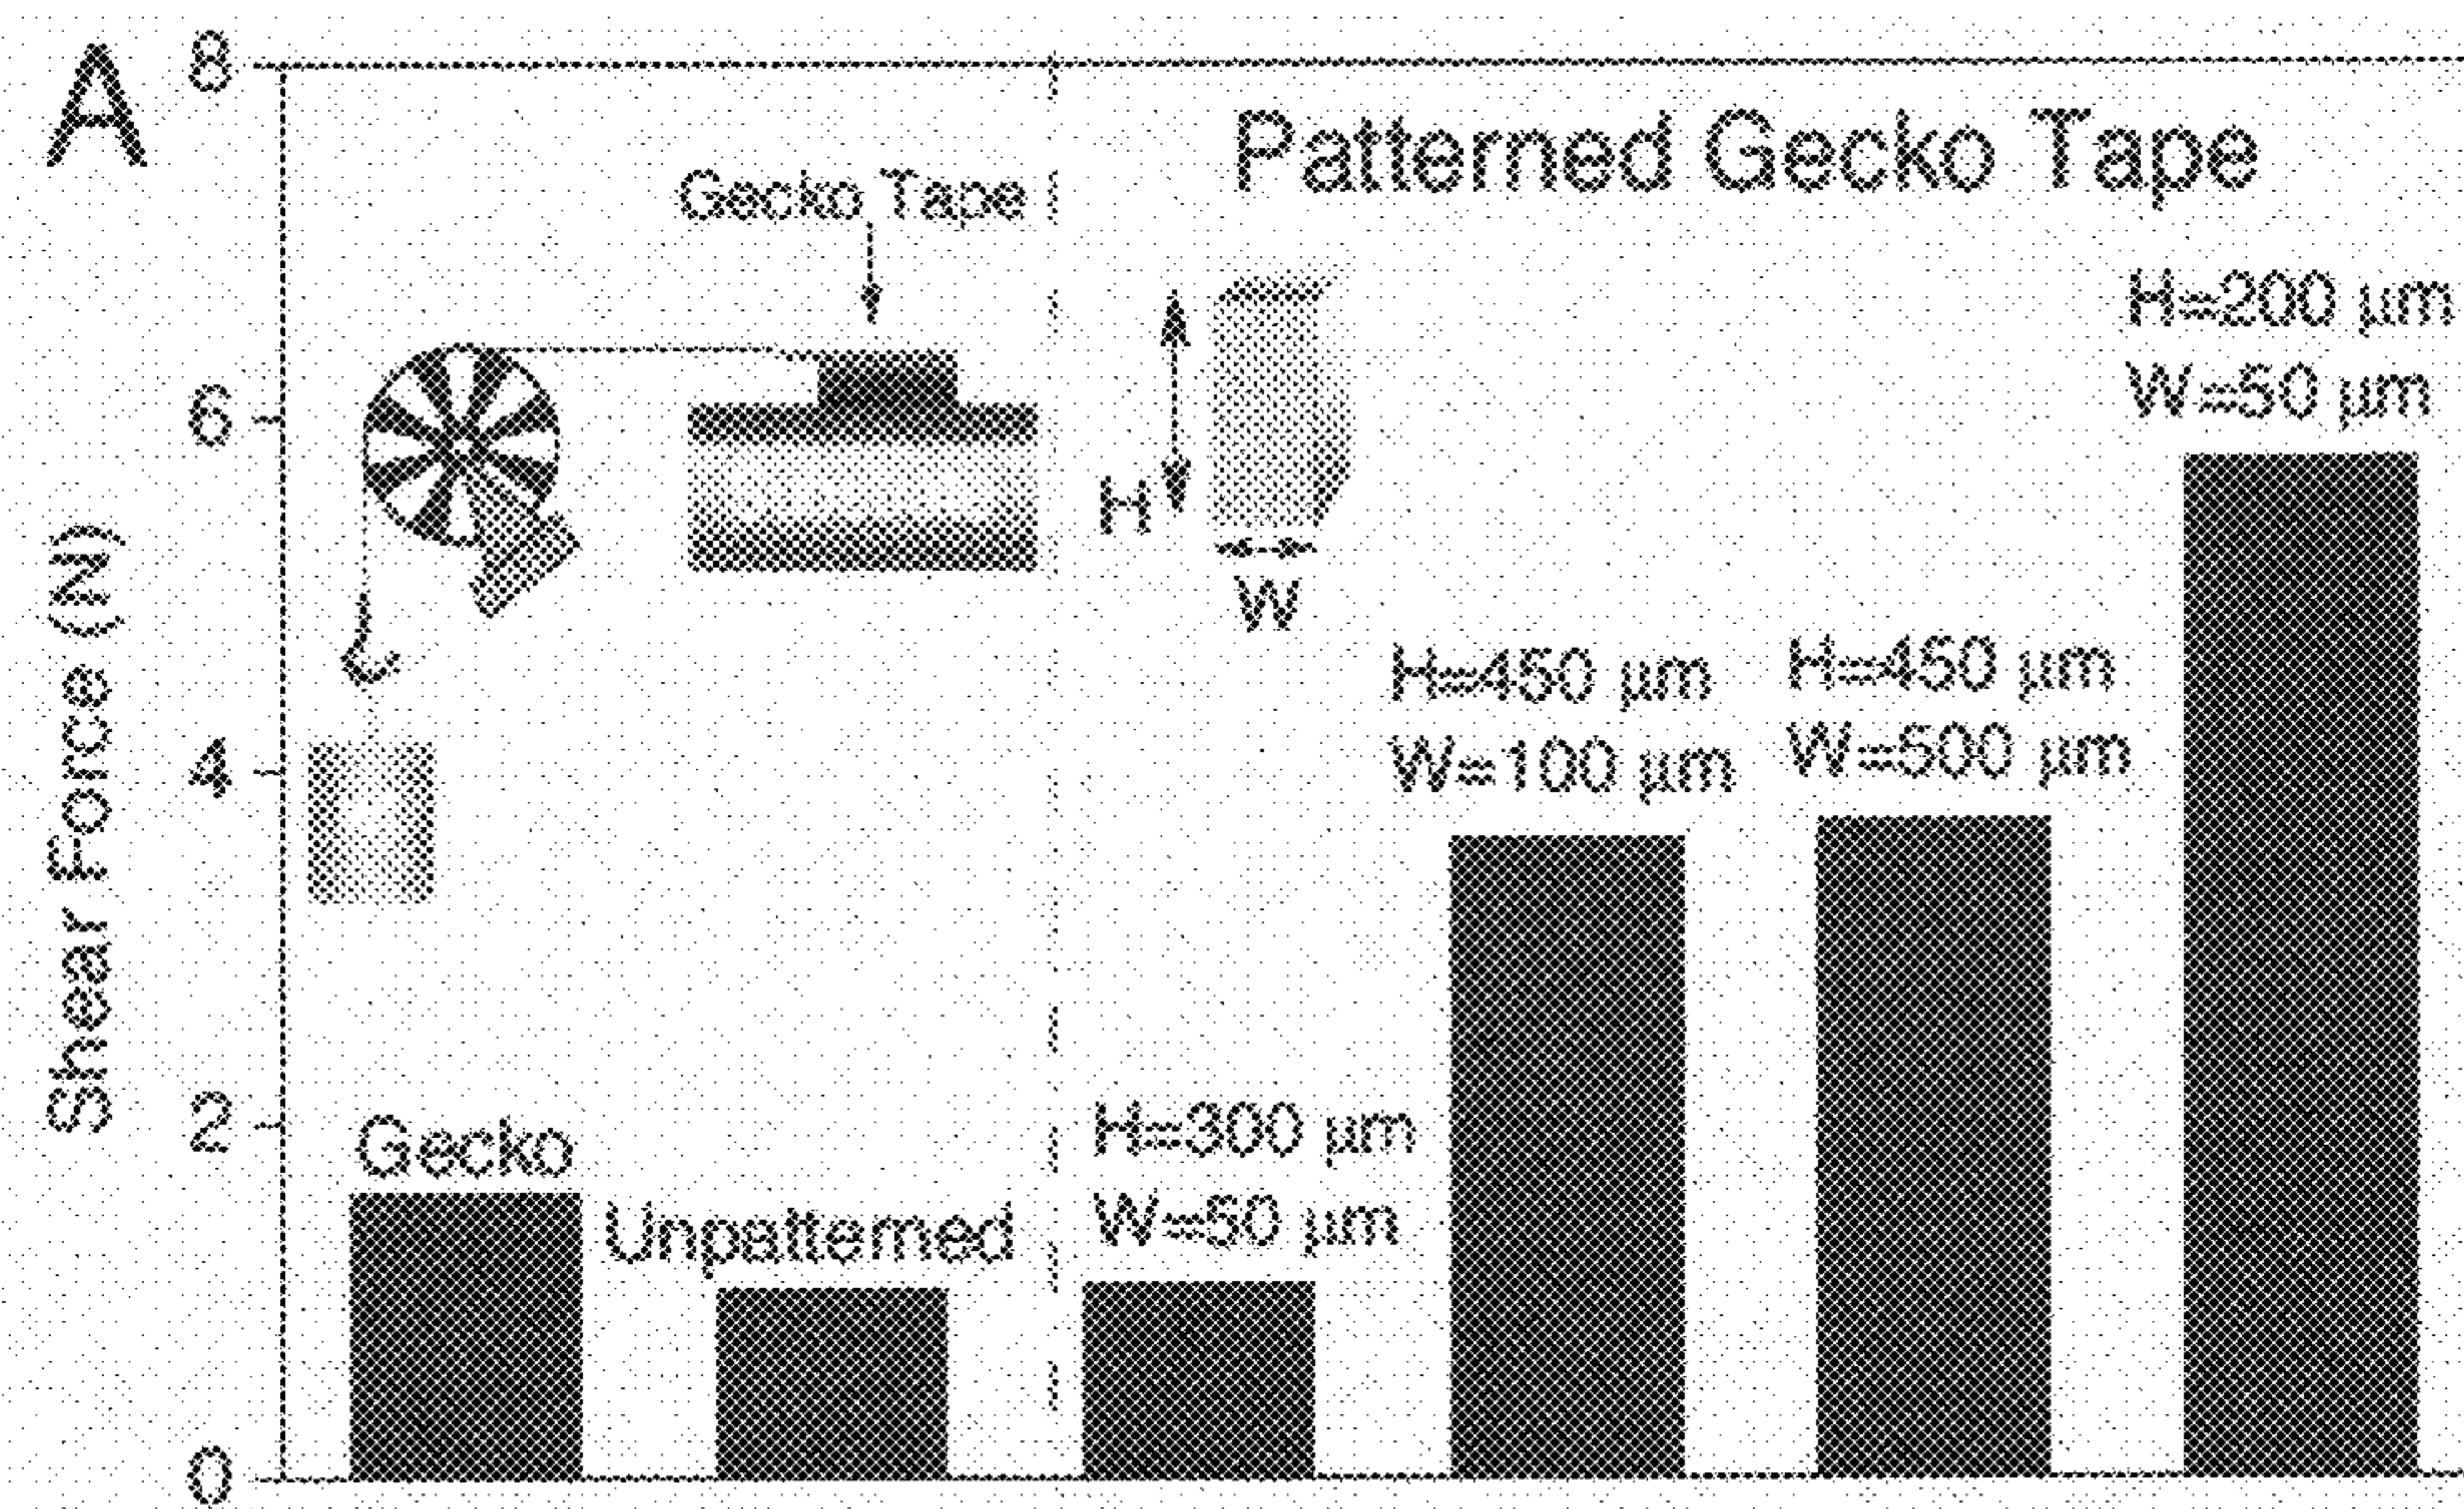 A
8
6
4
2
0
Shear Force (N)
Gecko Tape
Patterned Gecko Tape
H
W
Gecko
Unpatterned
H=300 μm
W=50 μm
H=450 μm
W=100 μm
H=450 μm
W=500 μm
H=200 μm
W=50 μm